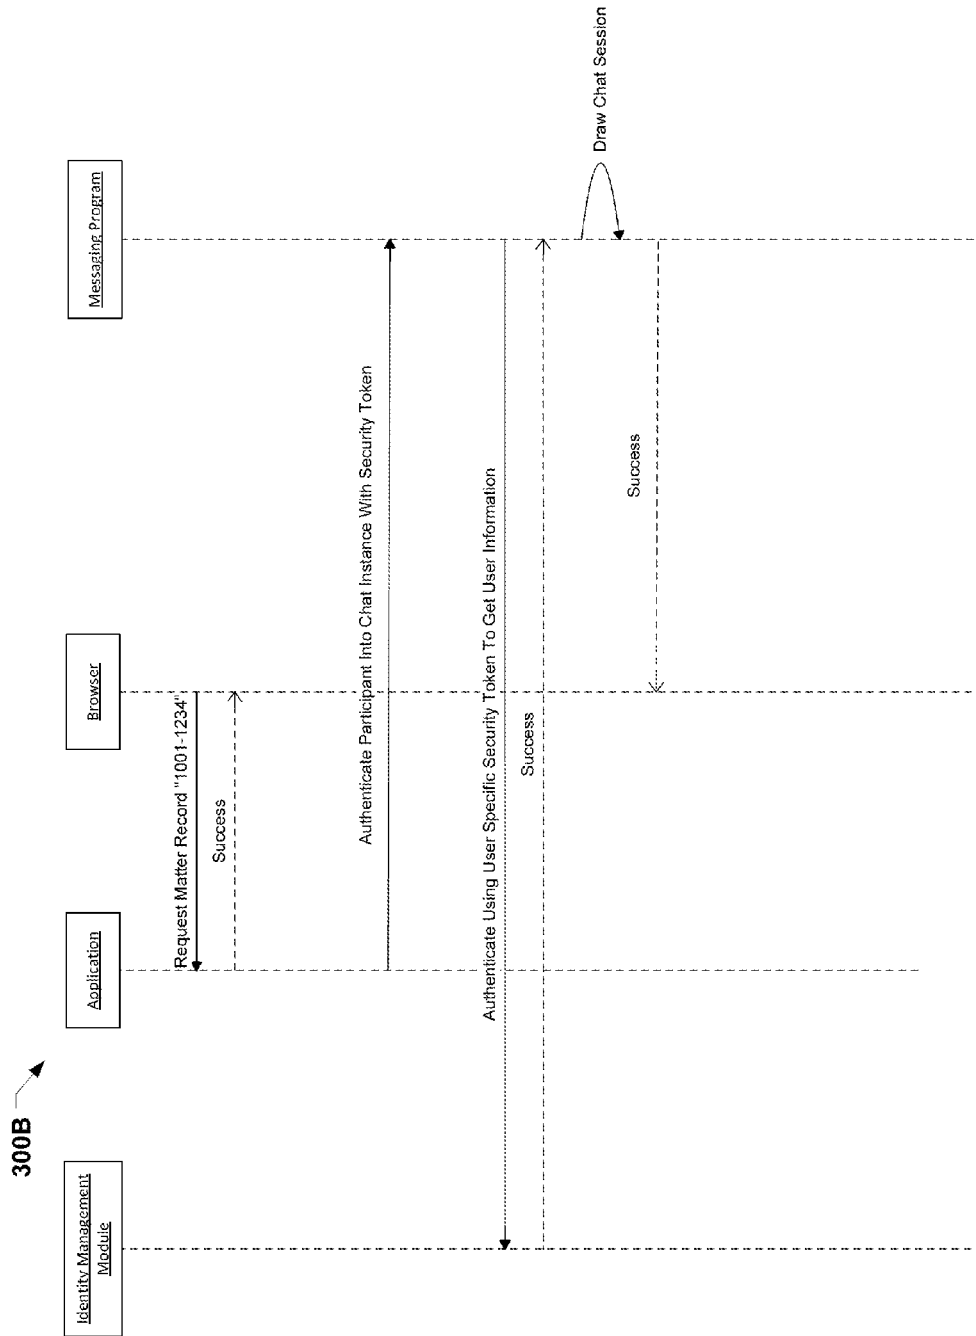 300B
Identity Management
Module
Application
Browser
Messaging Program
Request Matter Record "1001-1234"
Success
Authenticate Participant Into Chat Instance With Security Token
Authenticate Using User Specific Security Token To Get User Information
Success
Draw Chat Session
Success